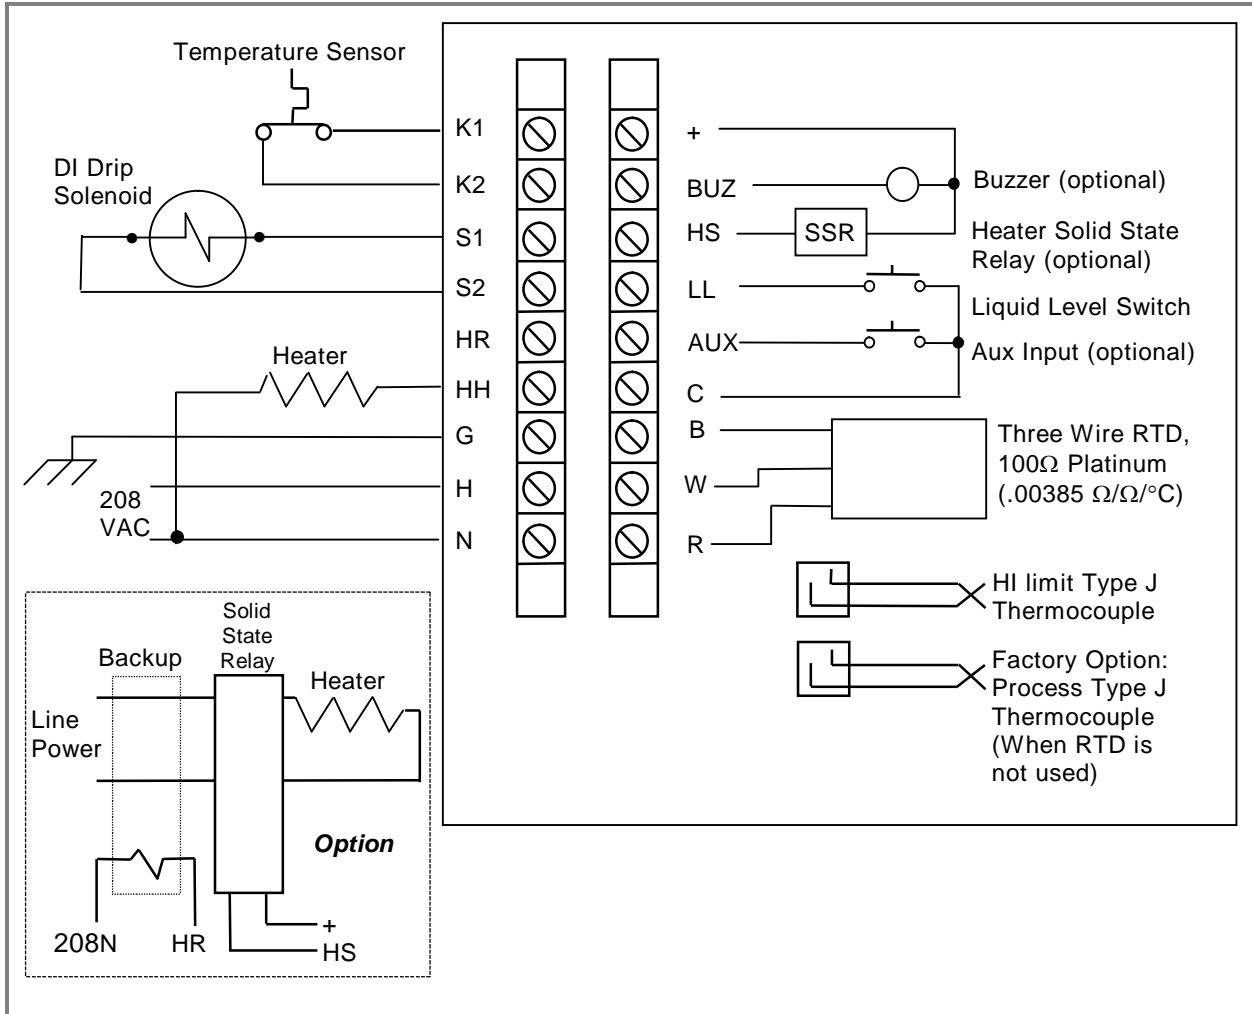 Temperature Sensor
DI Drip
Solenoid
K1
K2
S1
S2
HR
HH
G
H
N
Heater
208
VAC
+
BUZ
HS
LL
AUX
C
B
W
R
SSR
Buzzer (optional)
Heater Solid State
Relay (optional)
Liquid Level Switch
Aux Input (optional)
Three Wire RTD,
100Ω Platinum
(.00385 Ω/Ω/°C)
HI limit Type J
Thermocouple
Factory Option:
Process Type J
Thermocouple
(When RTD is
not used)
Solid
State
Relay
Backup
Heater
Line
Power
Option
208N
HR
+
HS